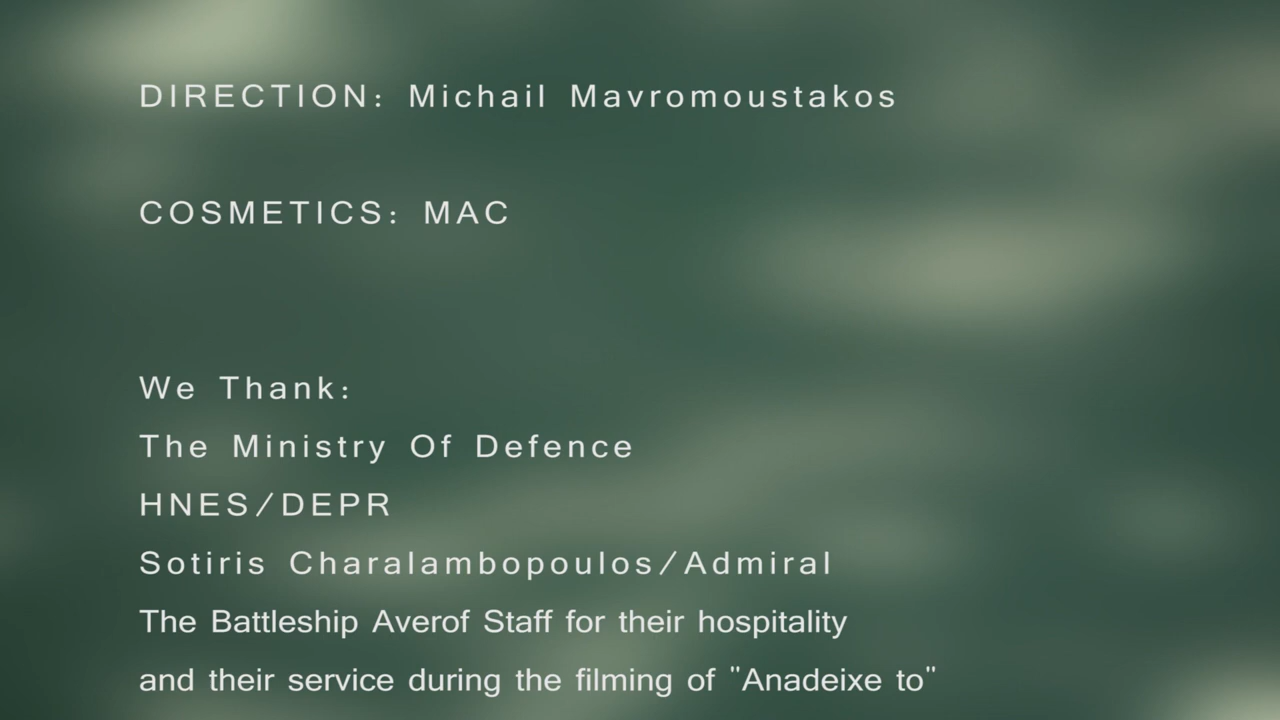 DIRECTION: Michail Mavromoustakos
COSMETICS: MAC
We Thank:
The Ministry Of Defence
HNES/DEPR
Sotiris Charalambopoulos/Admiral
The Battleship Averof Staff for their hospitality
and their service during the filming of "Anadeixe to"